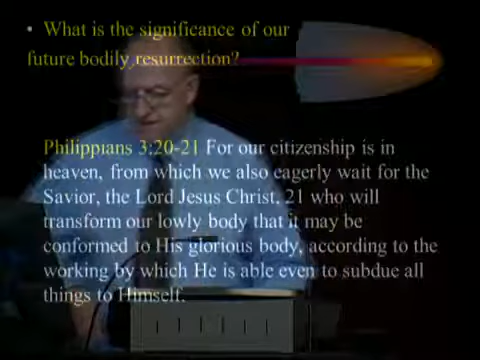 • What is the significance of our
future bodily resurrection?
Philippians 3:20-21 For our citizenship is in
heaven, from which we also eagerly wait for the
Savior, the Lord Jesus Christ, 21 who will
transform our lowly body that it may be
conformed to His glorious body, according to the
working by which He is able even to subdue all
things to Himself.